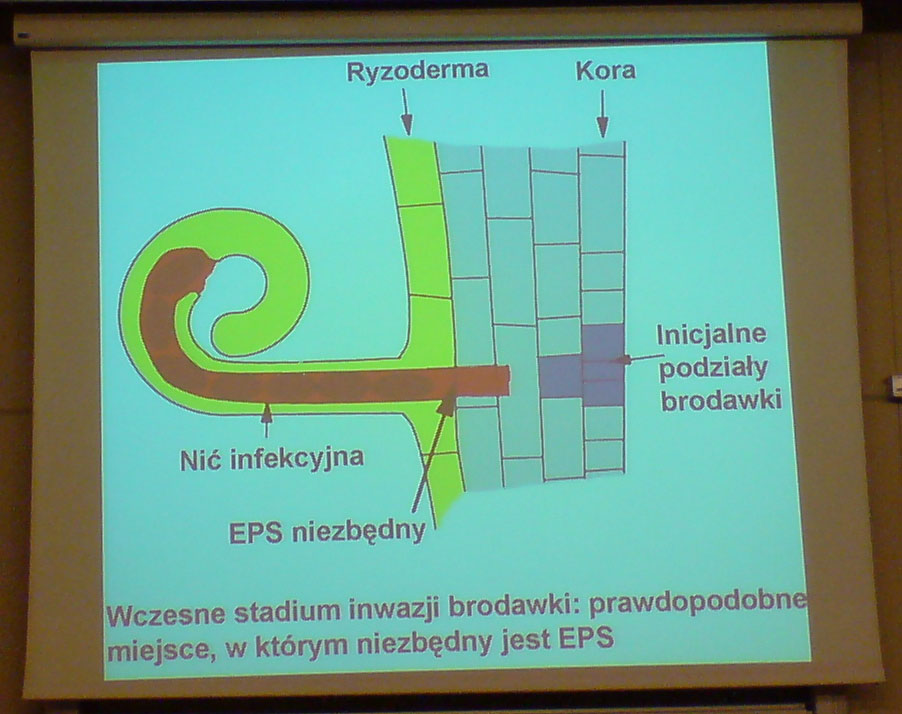 Ryzoderma
Kora
Inicjalne
podziały
brodawki
Nić infekcyjna
EPS niezbędny
Wczesne stadium inwazji brodawki: prawdopodobne
miejsce, w którym niezbędny jest EPS